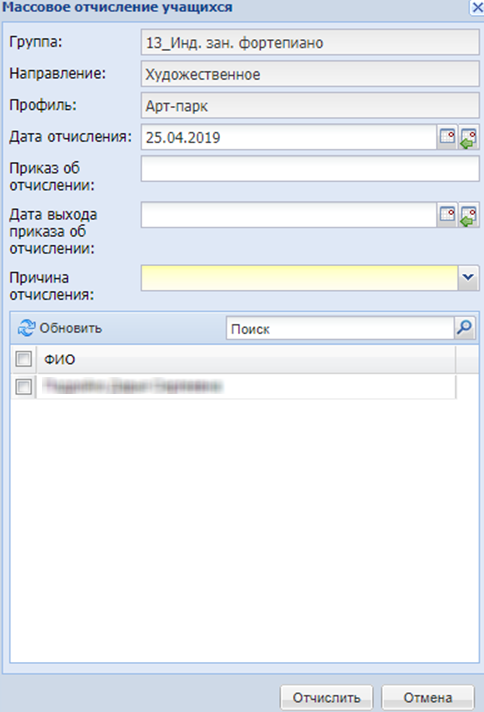 Массовое отчисление учащихся
Группа: 13_Инд. зан. фортепиано
Направление: Художественное
Профиль: Арт-парк
Дата отчисления: 25.04.2019
Приказ об
отчислении:
Дата выхода
приказа об
отчислении:
Причина
отчисления:
Обновить Поиск
ФИО
Отчислить Отмена